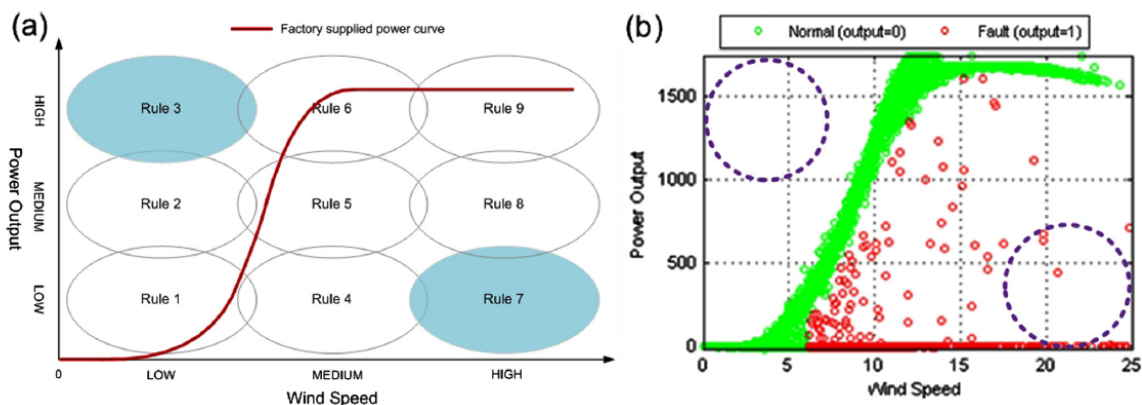 (a)
Factory supplied power curve
HIGH
MEDIUM
LOW
Power Output
Rule 3
Rule 6
Rule 9
Rule 2
Rule 5
Rule 8
Rule 1
Rule 4
Rule 7
0
LOW
MEDIUM
HIGH
Wind Speed
(b)
Normal (output=0)
Fault (output=1)
1500
1000
500
0
Power Output
0
5
10
15
20
25
Wind Speed